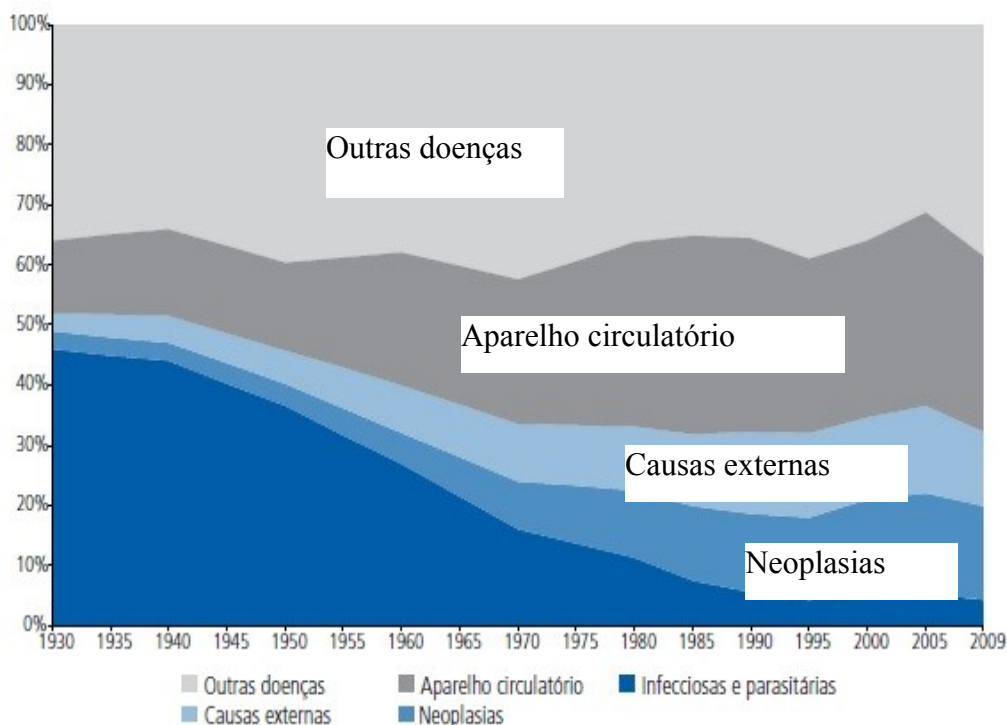 100%
90%
80%
70%
60%
50%
40%
30%
20%
10%
0%
Outras doenças
Aparelho circulatório
Causas externas
Neoplasias
1930 1935 1940 1945 1950 1955 1960 1965 1970 1975 1980 1985 1990 1995 2000 2005 2009
Outras doenças Aparelho circulatório Infecciosas e parasitárias
Causas externas Neoplasias